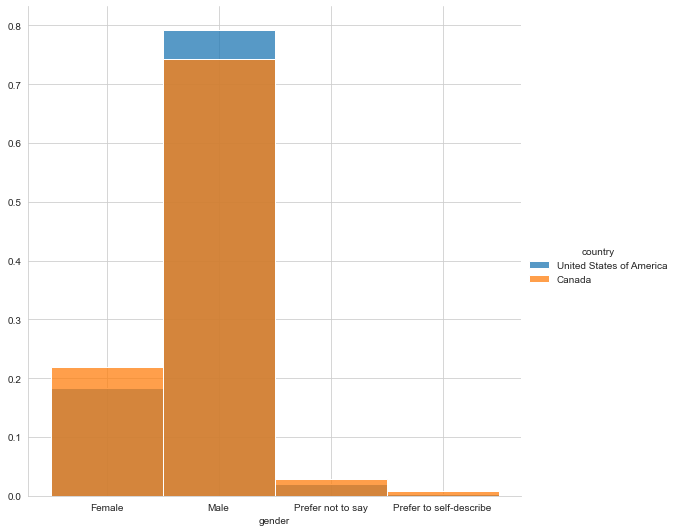 0.8
0.7
0.6
0.5
0.4
0.3
0.2
0.1
0.0
Female Male Prefer not to say Prefer to self-describe
gender
country
United States of America
Canada